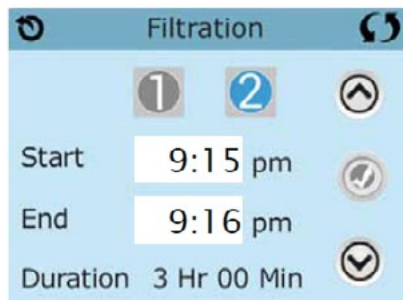 Filtration
1 2
Start 9:15 pm
End 9:16 pm
Duration 3 Hr 00 Min